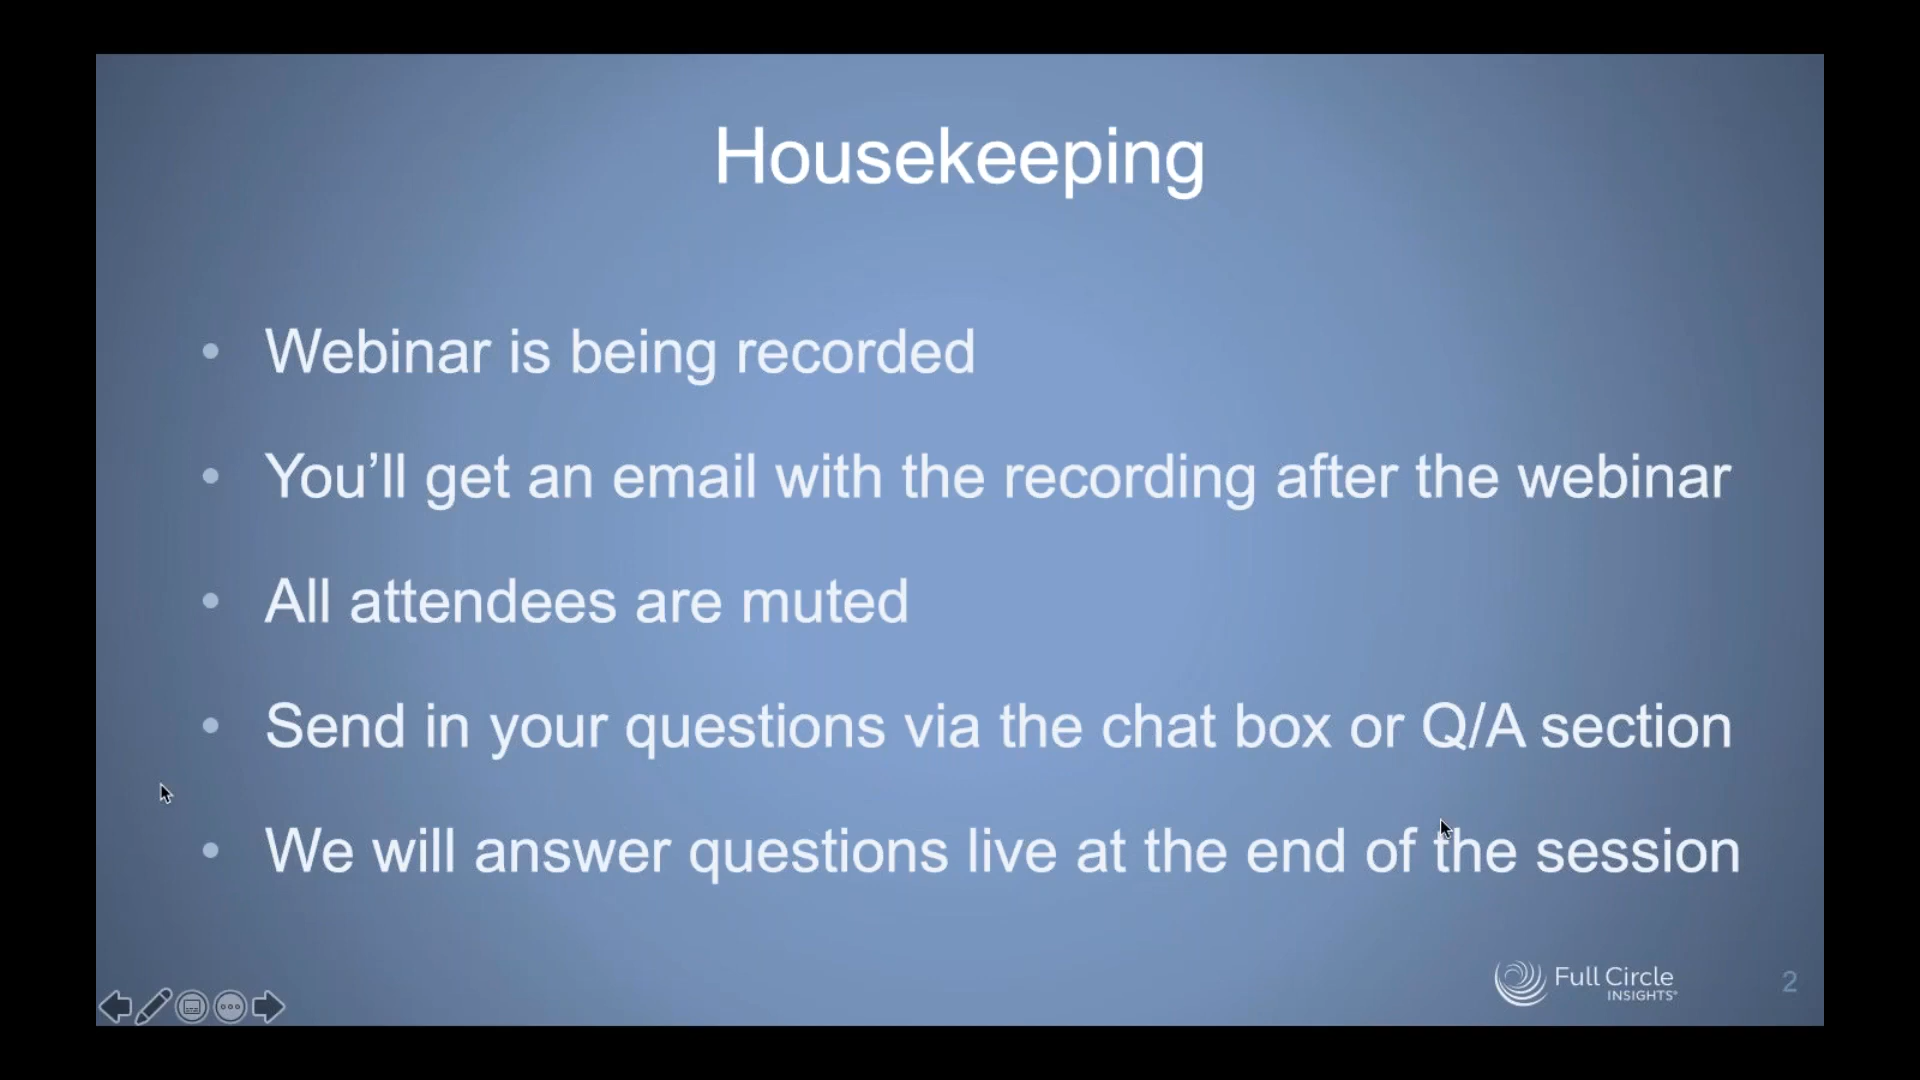 Housekeeping
• Webinar is being recorded
• You’ll get an email with the recording after the webinar
• All attendees are muted
• Send in your questions via the chat box or Q/A section
• We will answer questions live at the end of the session
Full Circle
INSIGHTS®
2